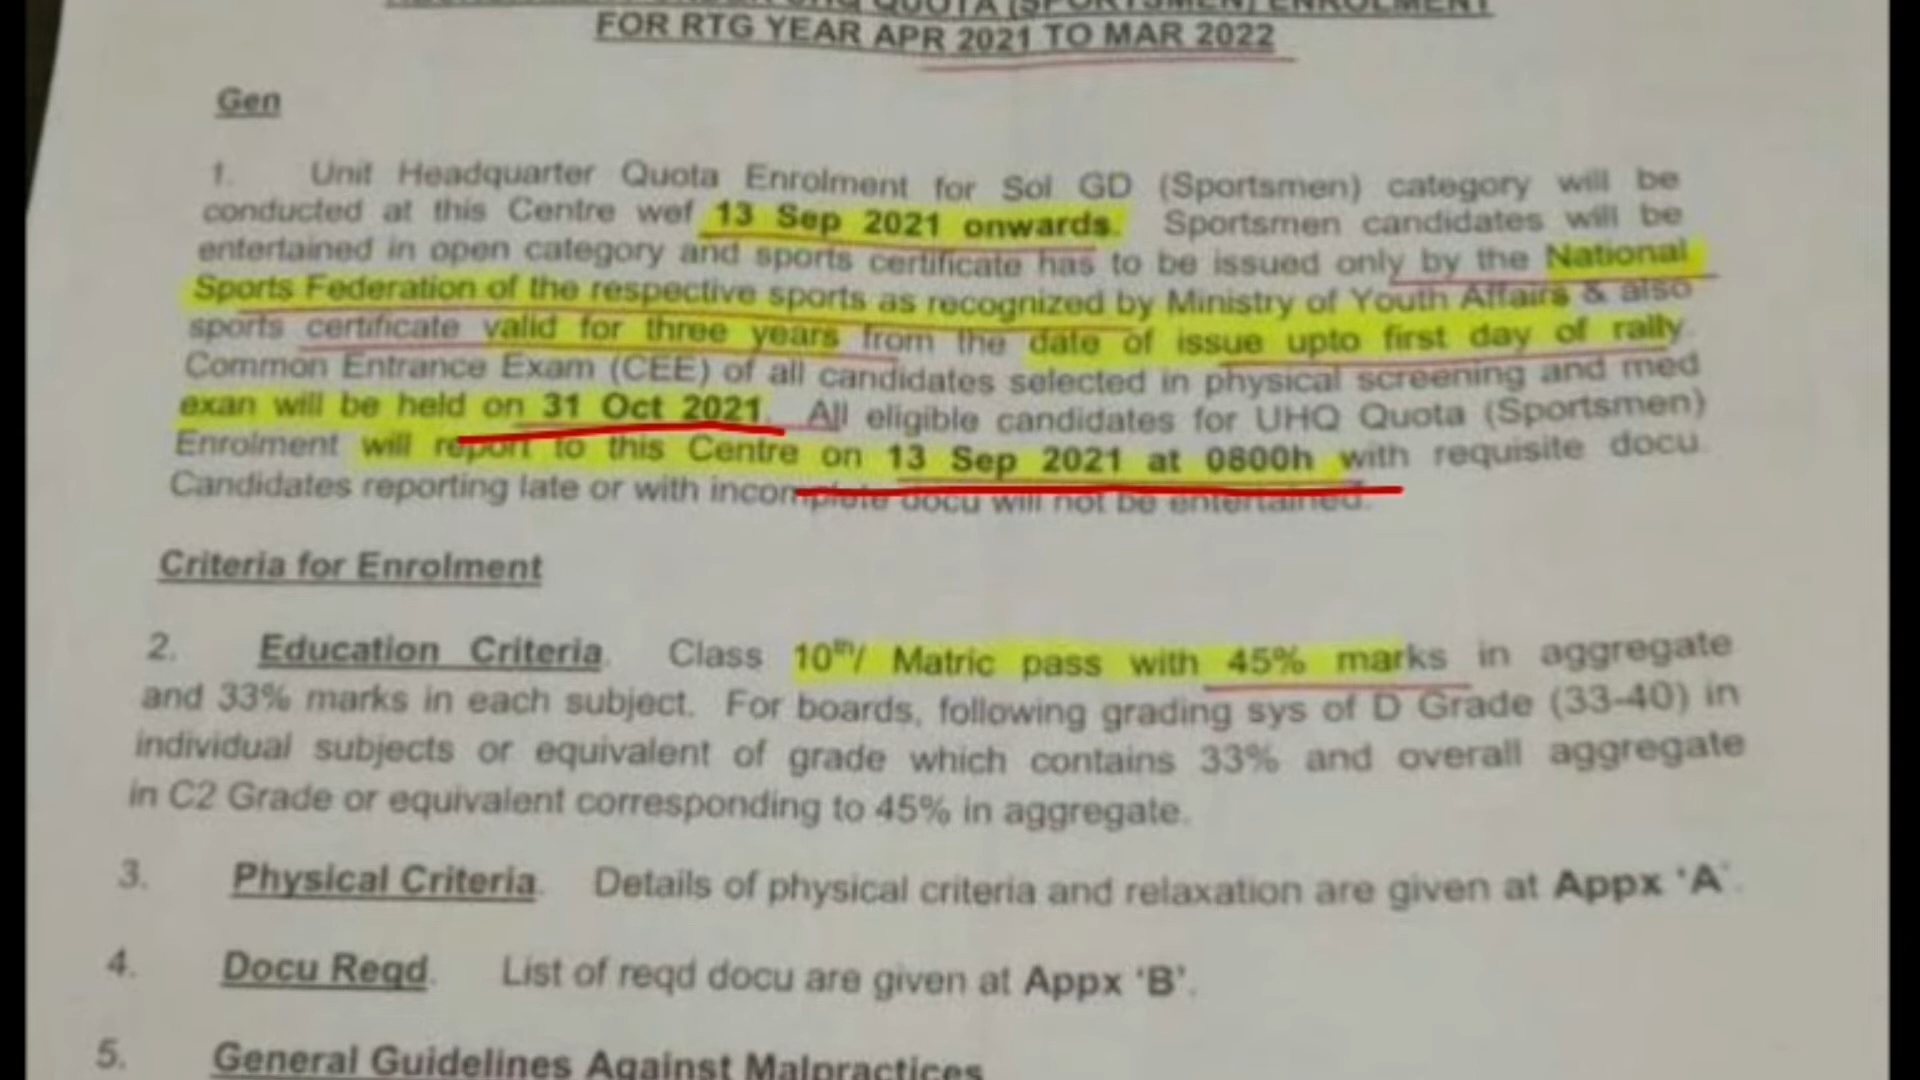 QUOTA (SPORTSMEN) ENROLMENT
FOR RTG YEAR APR 2021 TO MAR 2022
Gen
1. Unit Headquarter Quota Enrolment for Sol GD (Sportsmen) category will be
conducted at this Centre wef 13 Sep 2021 onwards. Sportsmen candidates will be
entertained in open category and sports certificate has to be issued only by the National
Sports Federation of the respective sports as recognized by Ministry of Youth Affairs & also
sports certificate valid for three years from the date of issue upto first day of rally.
Common Entrance Exam (CEE) of all candidates selected in physical screening and med
exan will be held on 31 Oct 2021. All eligible candidates for UHQ Quota (Sportsmen)
Enrolment will report to this Centre on 13 Sep 2021 at 0800h with requisite docu.
Candidates reporting late or with incomplete docu will not be entertained.
Criteria for Enrolment
2. Education Criteria. Class 10th/ Matric pass with 45% marks in aggregate
and 33% marks in each subject. For boards, following grading sys of D Grade (33-40) in
individual subjects or equivalent of grade which contains 33% and overall aggregate
in C2 Grade or equivalent corresponding to 45% in aggregate.
3. Physical Criteria. Details of physical criteria and relaxation are given at Appx 'A'.
4. Docu Reqd. List of reqd docu are given at Appx 'B'.
5. General Guidelines Against Malpractices